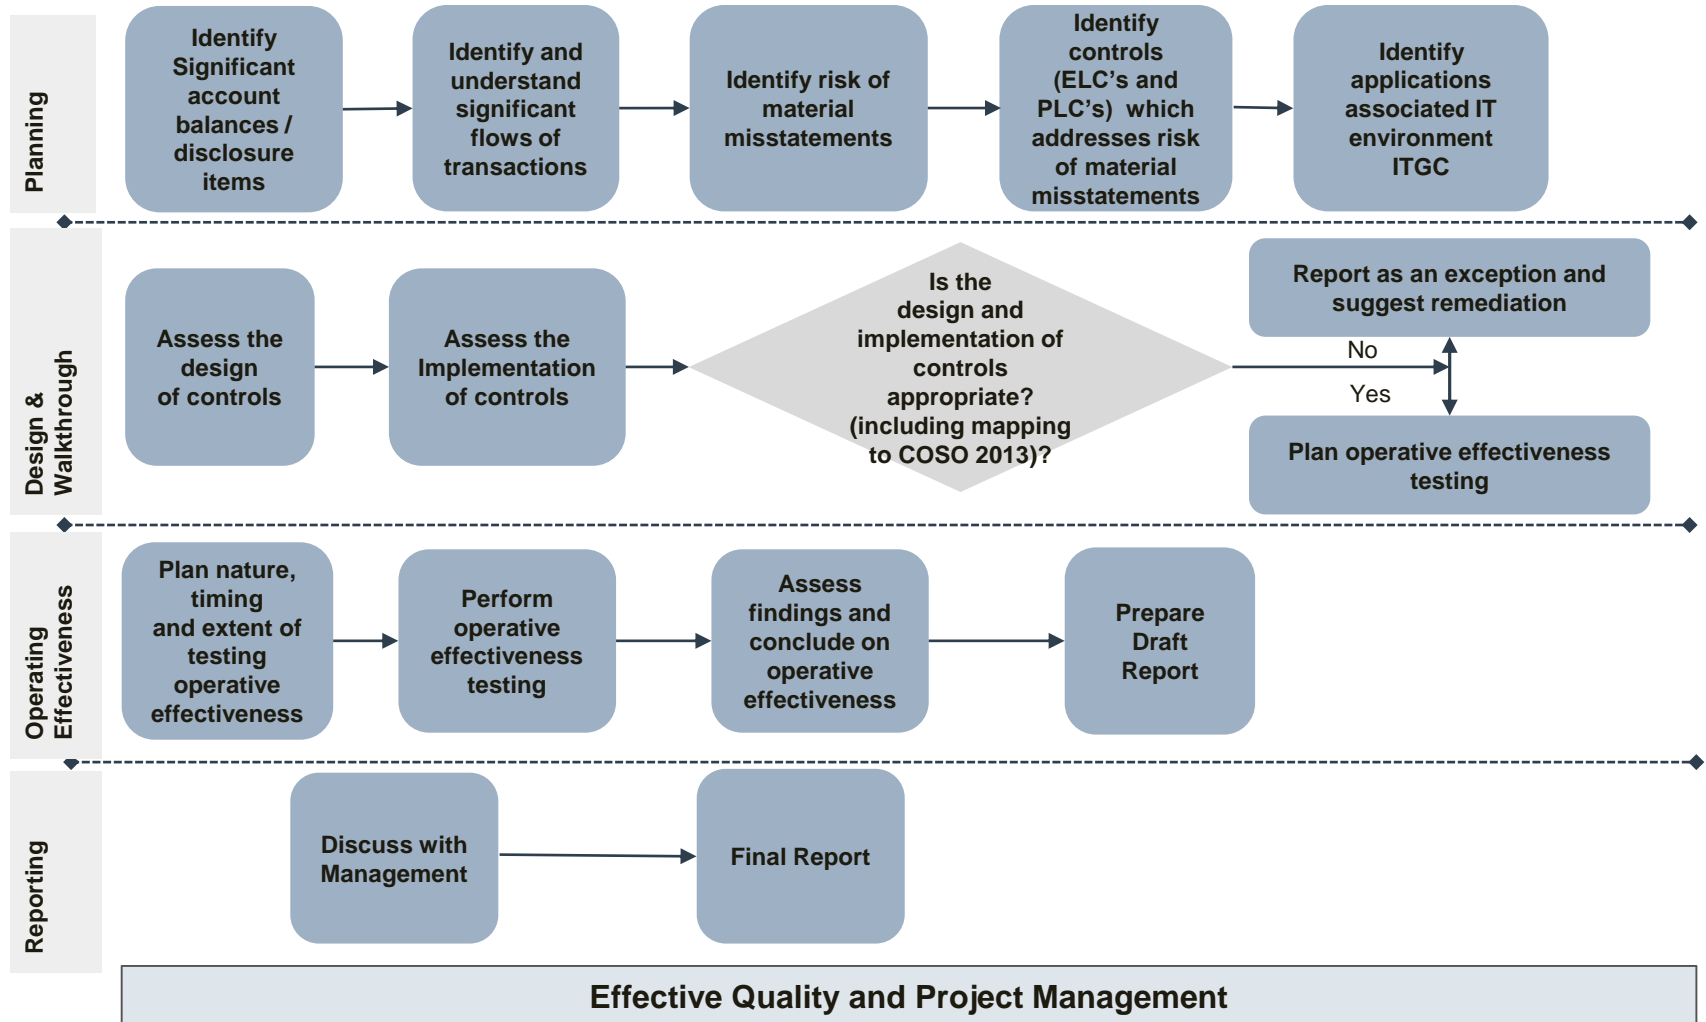 Planning
Identify
Significant
account
balances /
disclosure
items
Identify and
understand
significant
flows of
transactions
Identify risk of
material
misstatements
Identify
controls
(ELC’s and
PLC’s)  which
addresses risk
of material
misstatements
Identify
applications
associated IT
environment
ITGC
Design &
Walkthrough
Assess the
design
of controls
Assess the
Implementation
of controls
Is the
design and
implementation of
controls
appropriate?
(including mapping
to COSO 2013)?
No
Yes
Report as an exception and
suggest remediation
Plan operative effectiveness
testing
Operating
Effectiveness
Plan nature,
timing
and extent of
testing
operative
effectiveness
Perform
operative
effectiveness
testing
Assess
findings and
conclude on
operative
effectiveness
Prepare
Draft
Report
Reporting
Discuss with
Management
Final Report
Effective Quality and Project Management